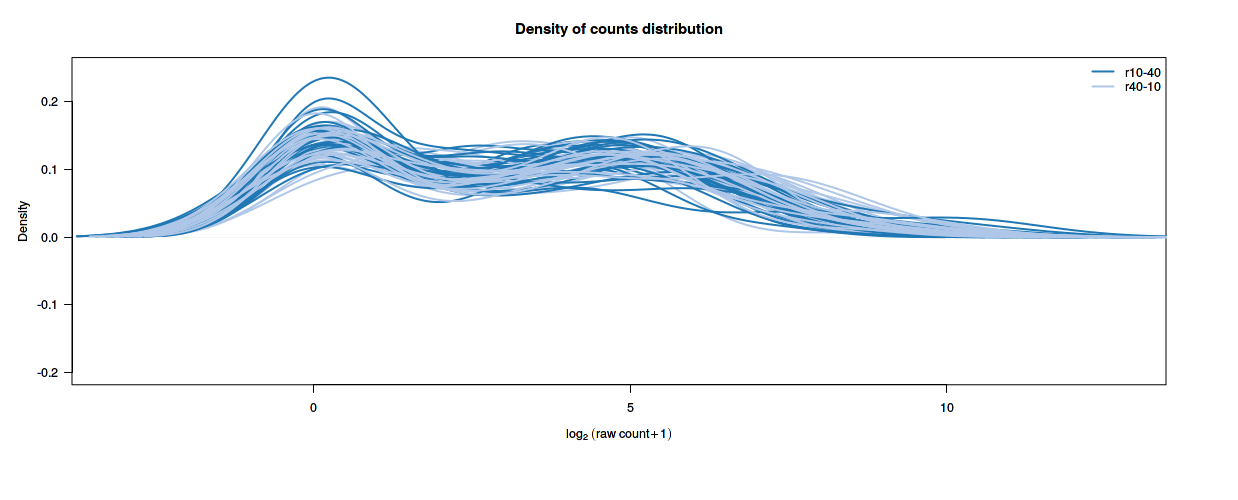 Density of counts distribution
r10-40
r40-10
0.2
0.1
0.0
-0.1
-0.2
Density
0 5 10
log₂ (raw count+1)